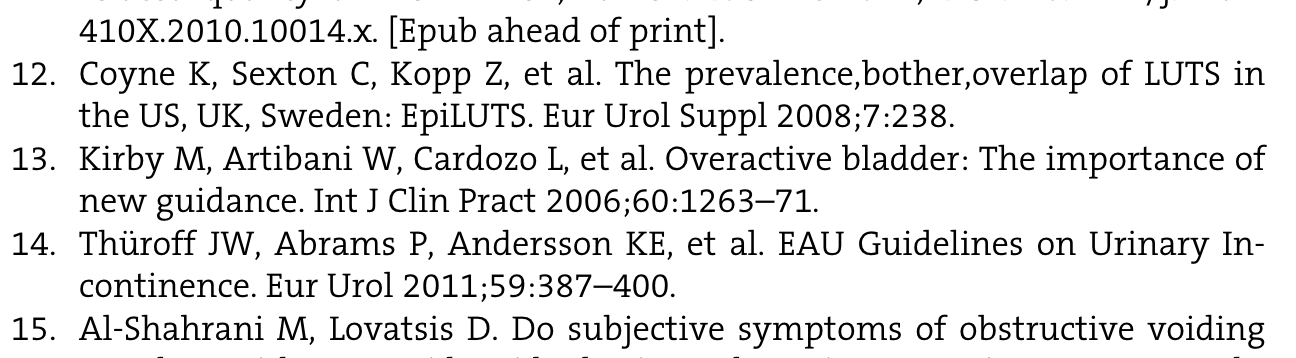 410X.2010.10014.x. [Epub ahead of print].
12. Coyne K, Sexton C, Kopp Z, et al. The prevalence,bother,overlap of LUTS in
the US, UK, Sweden: EpiLUTS. Eur Urol Suppl 2008;7:238.
13. Kirby M, Artibani W, Cardozo L, et al. Overactive bladder: The importance of
new guidance. Int J Clin Pract 2006;60:1263–71.
14. Thüroff JW, Abrams P, Andersson KE, et al. EAU Guidelines on Urinary In-
continence. Eur Urol 2011;59:387–400.
15. Al-Shahrani M, Lovatsis D. Do subjective symptoms of obstructive voiding